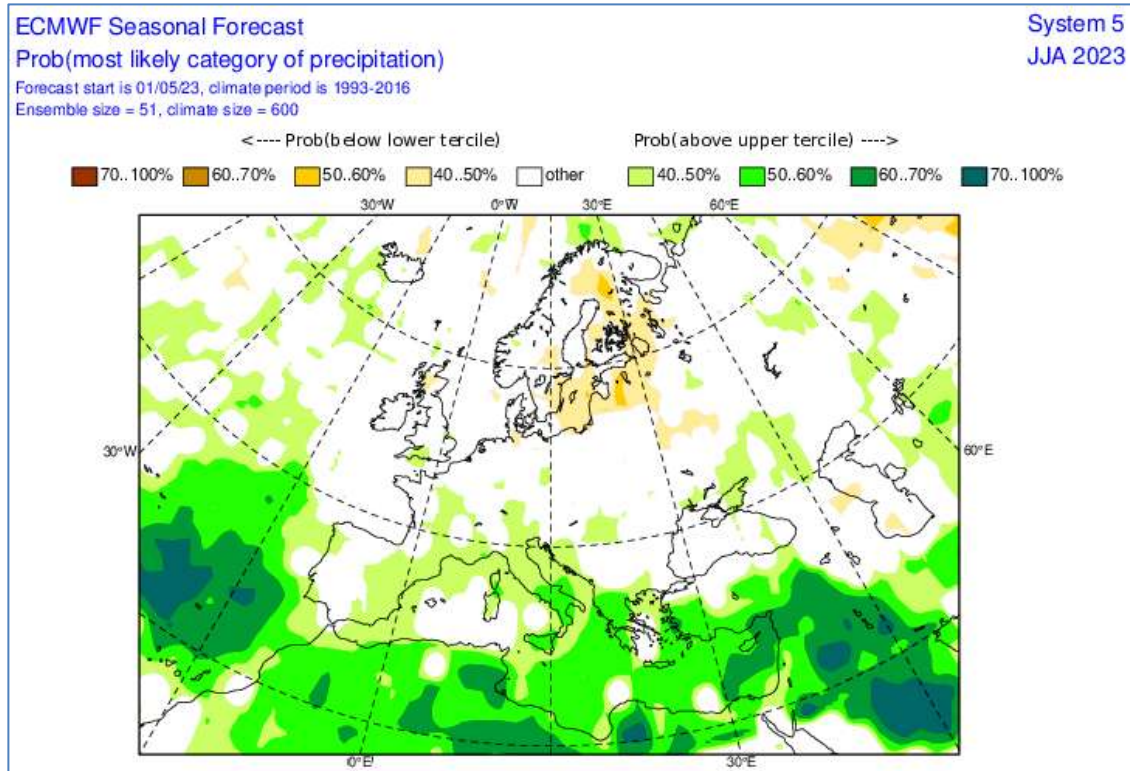 ECMWF Seasonal Forecast
System 5
Prob(most likely category of precipitation)
JJA 2023
Forecast start is 01/05/23, climate period is 1993-2016
Ensemble size = 51, climate size = 600
<---- Prob(below lower tercile)
Prob(above upper tercile) ---->
70..100% 60..70% 50..60% 40..50% other 40..50% 50..60% 60..70% 70..100%
30°W 0°W 30°E 60°E
30°W
60°E
0°E
30°E